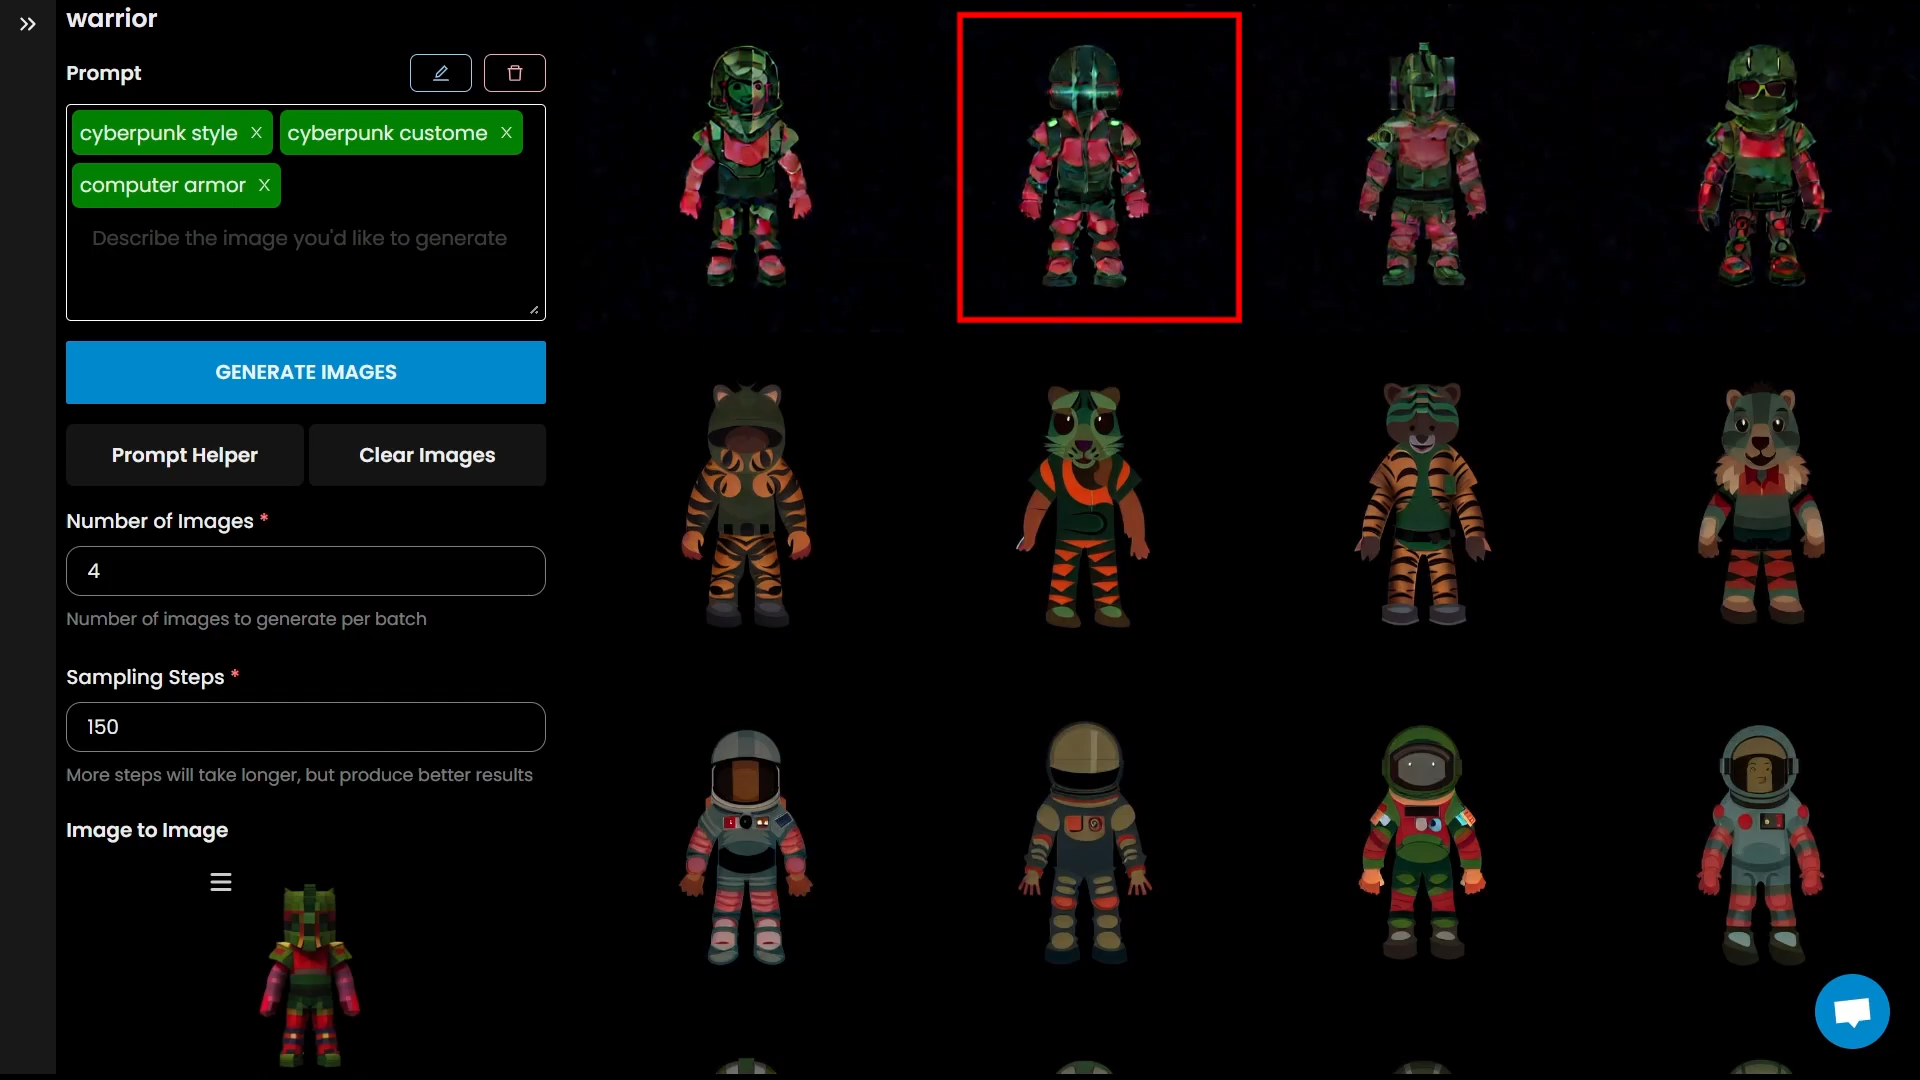 warrior
Prompt
cyberpunk style X cyberpunk custome X
computer armor X
Describe the image you'd like to generate
GENERATE IMAGES
Prompt Helper Clear Images
Number of Images *
4
Number of images to generate per batch
Sampling Steps *
150
More steps will take longer, but produce better results
Image to Image